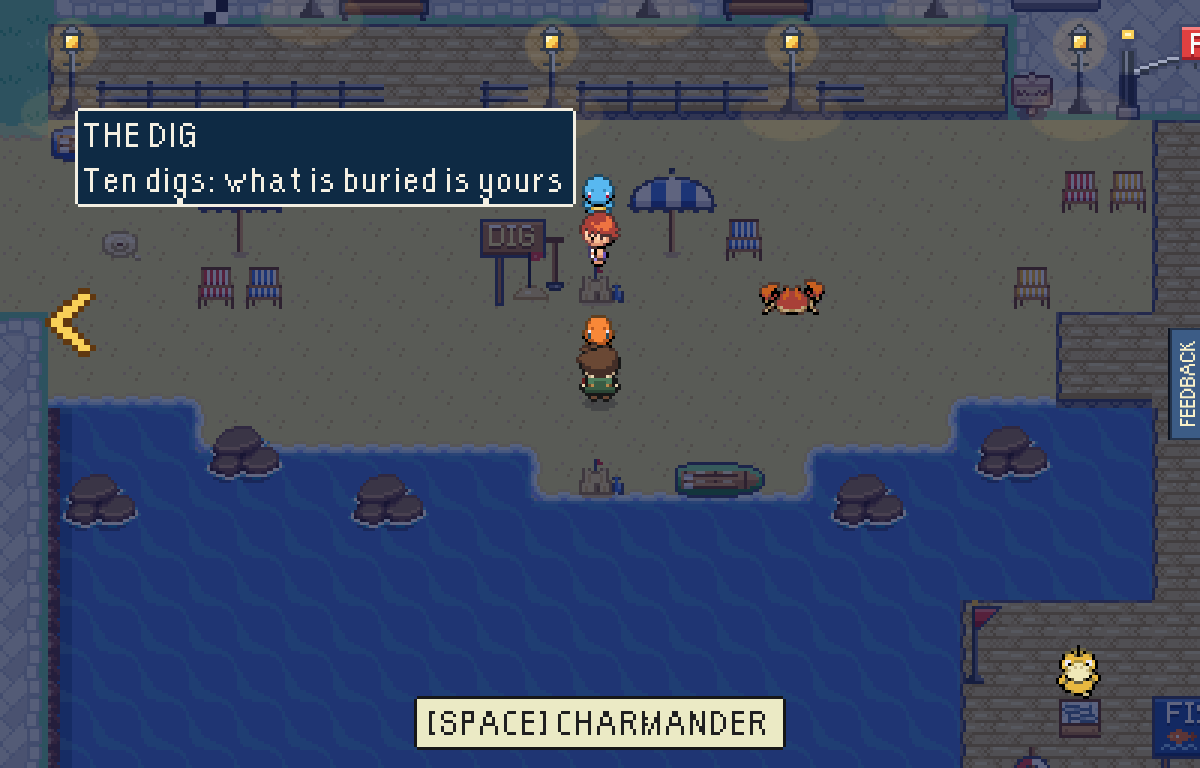 THE DIG
Ten digs: what is buried is yours
DIG
FEEDBACK
[SPACE] CHARMANDER